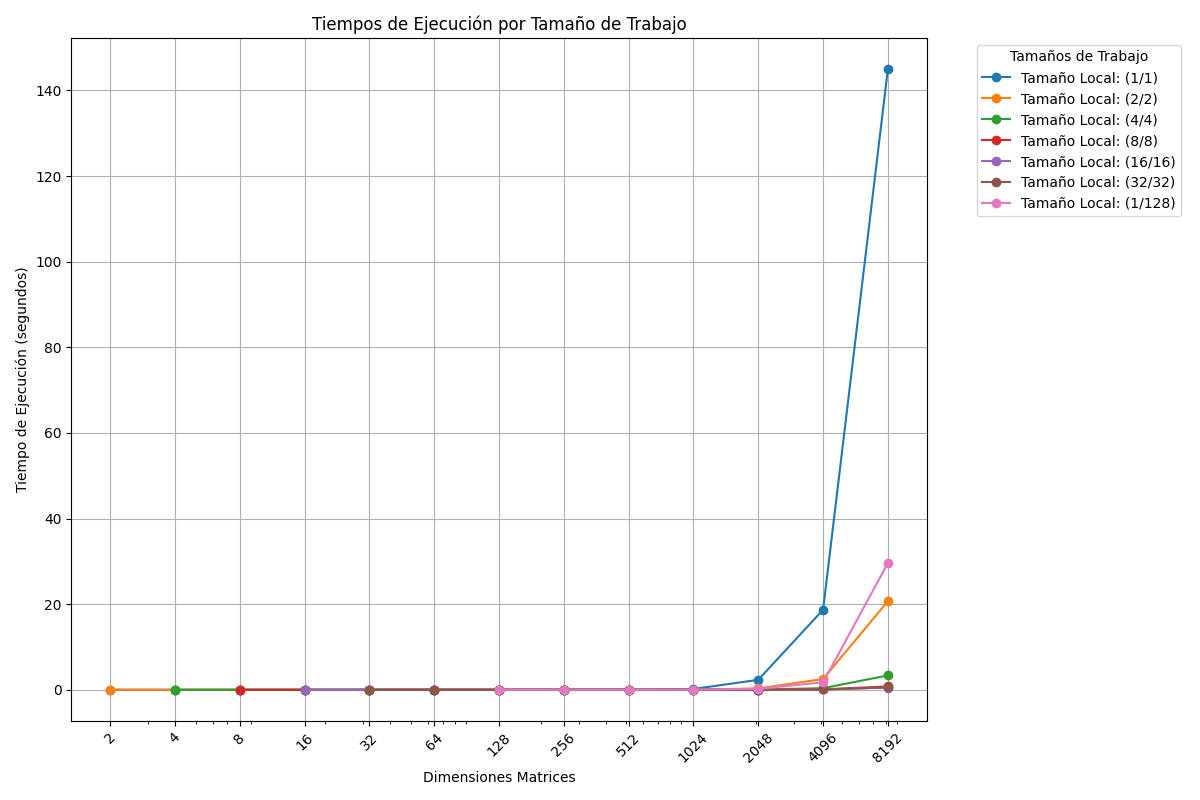 Tiempos de Ejecución por Tamaño de Trabajo
Tiempo de Ejecución (segundos)
140
120
100
80
60
40
20
0
2
4
8
16
32
64
128
256
512
1024
2048
4096
8192
Dimensiones Matrices
Tamaños de Trabajo
Tamaño Local: (1/1)
Tamaño Local: (2/2)
Tamaño Local: (4/4)
Tamaño Local: (8/8)
Tamaño Local: (16/16)
Tamaño Local: (32/32)
Tamaño Local: (1/128)